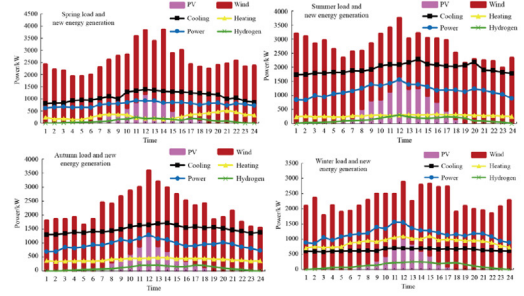 Spring load and
new energy generation
PV
Wind
Cooling
Heating
Power
Hydrogen
Power/kW
4500
4000
3500
3000
2500
2000
1500
1000
500
0
1 2 3 4 5 6 7 8 9 10 11 12 13 14 15 16 17 18 19 20 21 22 23 24
Time
Summer load and
new energy generation
PV
Wind
Cooling
Heating
Power
Hydrogen
Power/kW
4000
3500
3000
2500
2000
1500
1000
500
0
1 2 3 4 5 6 7 8 9 10 11 12 13 14 15 16 17 18 19 20 21 22 23 24
Time
Autumn load and new
energy generation
PV
Wind
Cooling
Heating
Power
Hydrogen
Power/kW
4000
3500
3000
2500
2000
1500
1000
500
0
1 2 3 4 5 6 7 8 9 10 11 12 13 14 15 16 17 18 19 20 21 22 23 24
Time
Winter load and new
energy generation
PV
Wind
Cooling
Heating
Power
Hydrogen
Power/kW
3,500
3000
2500
2000
1500
1000
500
0
1 2 3 4 5 6 7 8 9 10 11 12 13 14 15 16 17 18 19 20 21 22 23 24
Time